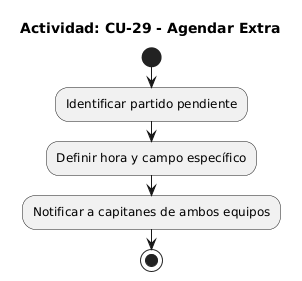 Actividad: CU-29 - Agendar Extra
Identificar partido pendiente
Definir hora y campo específico
Notificar a capitanes de ambos equipos